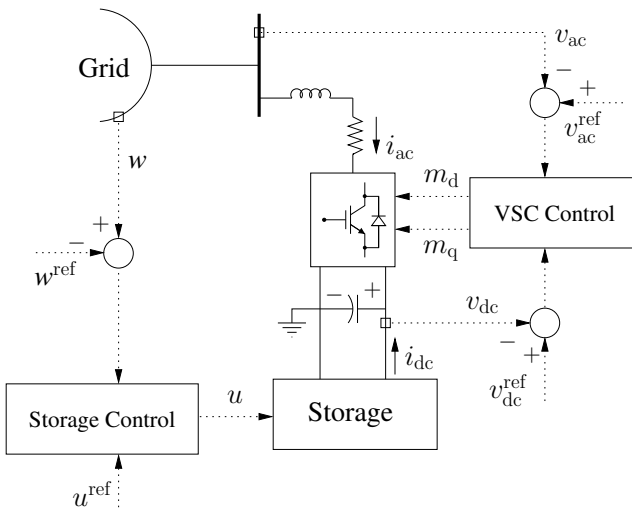 v_ac
Grid
−
+
v_ac^ref
i_ac
w
m_d
VSC Control
+
m_q
−
w^ref
−
+
v_dc
−
+
i_dc
v_dc^ref
u
Storage
Storage Control
u^ref